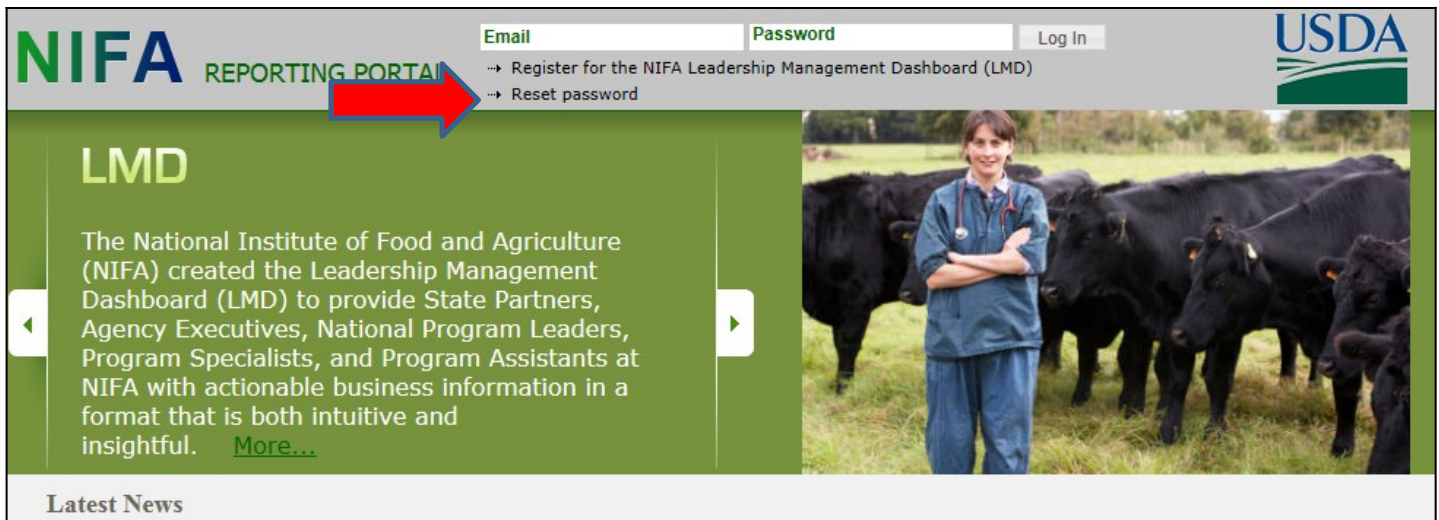 NIFA REPORTING PORTAL
Email Password Log In
Register for the NIFA Leadership Management Dashboard (LMD)
Reset password
USDA
LMD
The National Institute of Food and Agriculture
(NIFA) created the Leadership Management
Dashboard (LMD) to provide State Partners,
Agency Executives, National Program Leaders,
Program Specialists, and Program Assistants at
NIFA with actionable business information in a
format that is both intuitive and
insightful. More...
Latest News